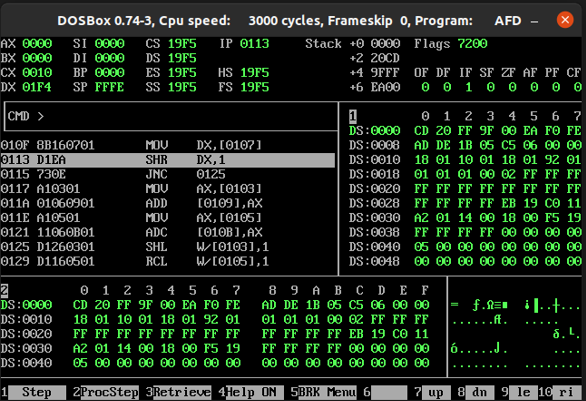 DOSBox 0.74-3, Cpu speed: 3000 cycles, Frameskip 0, Program: AFD
AX 0000 SI 0000 CS 19F5 IP 0113 Stack +0 0000 Flags 7200
BX 0000 DI 0000 DS 19F5 +2 20CD
CX 0010 BP 0000 ES 19F5 HS 19F5 +4 9FFF OF DF IF SF ZF AF PF CF
DX 01F4 SP FFFE SS 19F5 FS 19F5 +6 EA00 0 0 1 0 0 0 0 0
CMD >
1 0 1 2 3 4 5 6 7
DS:0000 CD 20 FF 9F 00 EA F0 FE
DS:0008 AD DE 1B 05 C5 06 00 00
DS:0010 18 01 10 01 18 01 92 01
DS:0018 01 01 01 00 02 FF FF FF
DS:0020 FF FF FF FF FF FF FF FF
DS:0028 FF FF FF FF EB 19 C0 11
DS:0030 A2 01 14 00 18 00 F5 19
DS:0038 FF FF FF FF 00 00 00 00
DS:0040 05 00 00 00 00 00 00 00
DS:0048 00 00 00 00 00 00 00 00
010F 8B160701 MOV DX,[0107]
0113 D1EA SHR DX,1
0115 730E JNC 0125
0117 A10301 MOV AX,[0103]
011A 01060901 ADD [0109],AX
011E A10501 MOV AX,[0105]
0121 11060B01 ADC [010B],AX
0125 D1260301 SHL W/[0103],1
0129 D1160501 RCL W/[0105],1
2 0 1 2 3 4 5 6 7 8 9 A B C D E F
DS:0000 CD 20 FF 9F 00 EA F0 FE AD DE 1B 05 C5 06 00 00
DS:0010 18 01 10 01 18 01 92 01 01 01 01 00 02 FF FF FF
DS:0020 FF FF FF FF FF FF FF FF FF FF FF FF EB 19 C0 11
DS:0030 A2 01 14 00 18 00 F5 19 FF FF FF FF 00 00 00 00
DS:0040 05 00 00 00 00 00 00 00 00 00 00 00 00 00 00 00
1 Step 2 ProcStep 3 Retrieve 4 Help ON 5 BRK Menu 6 7 up 8 dn 9 le 10 ri